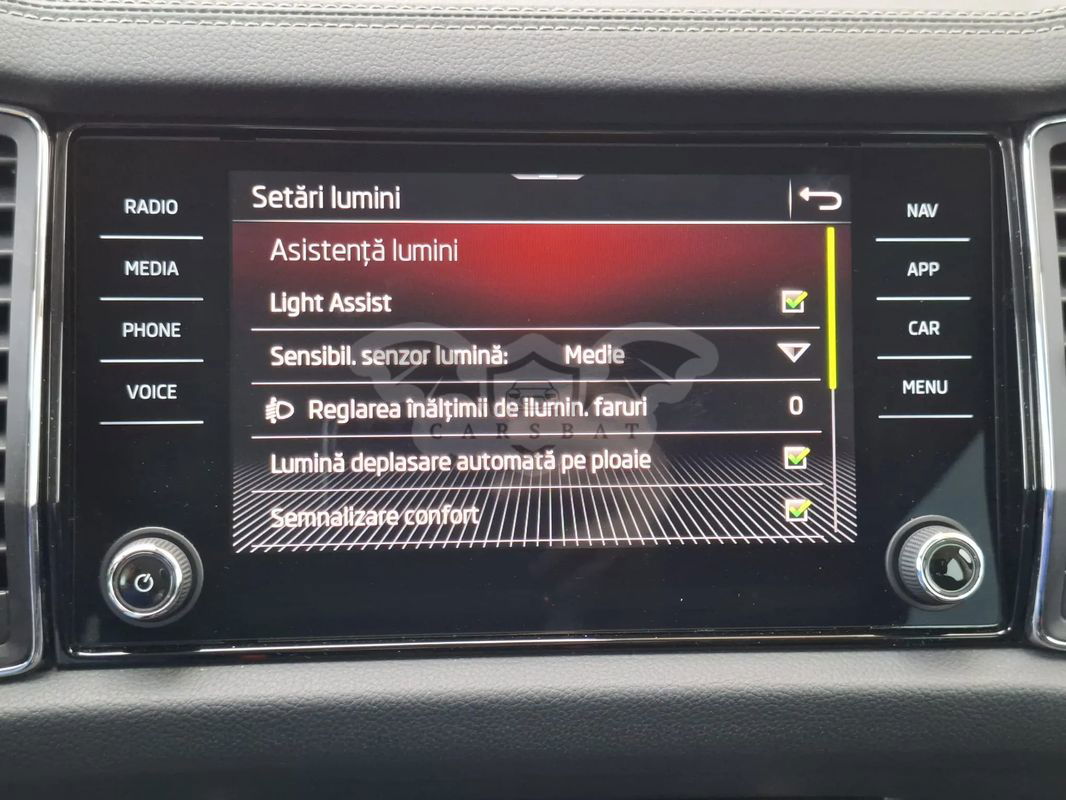 RADIO
MEDIA
PHONE
VOICE
Setări lumini
Asistență lumini
Light Assist
Sensibil. senzor lumină: Medie
Reglarea înălțimii de ilumin. faruri 0
CARSBAT
Lumină deplasare automată pe ploaie
Semnalizare confort
NAV
APP
CAR
MENU